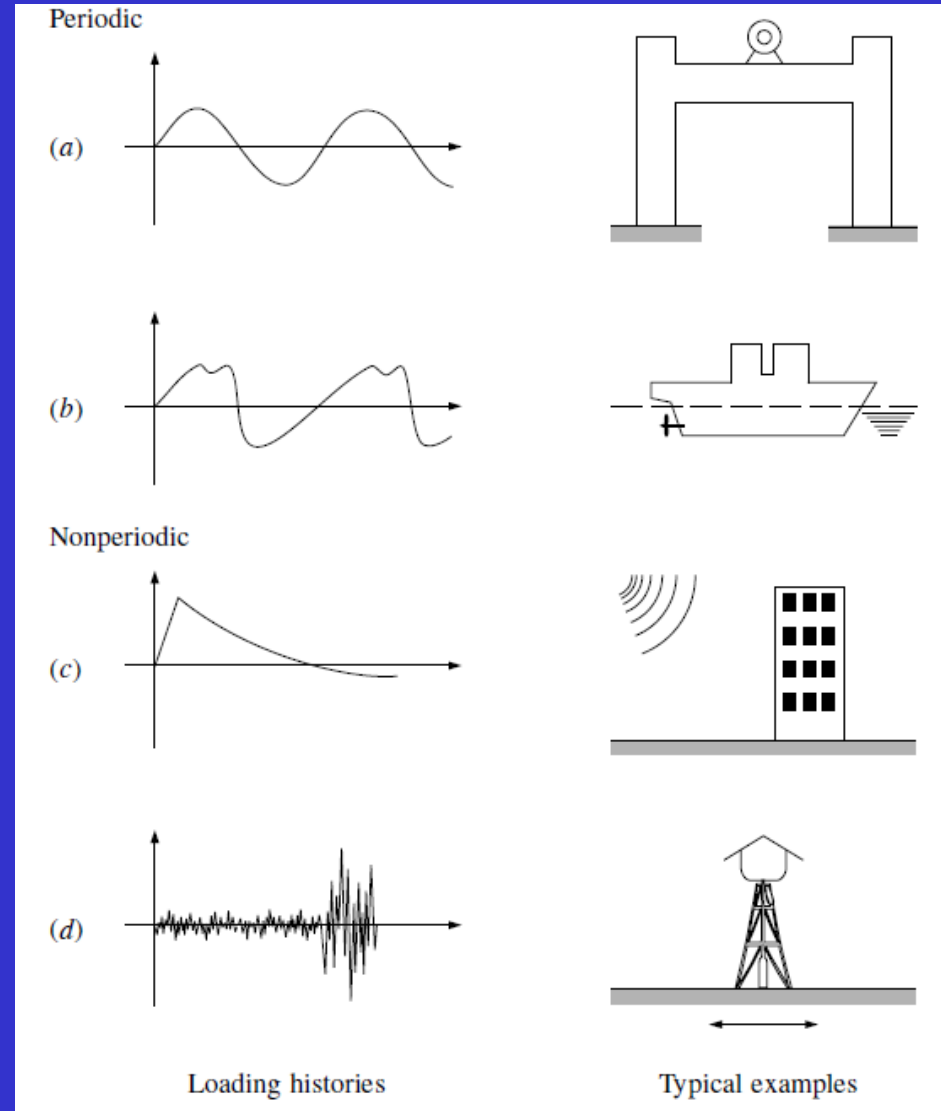 Periodic
(a)
(b)
Nonperiodic
(c)
(d)
Loading histories
Typical examples